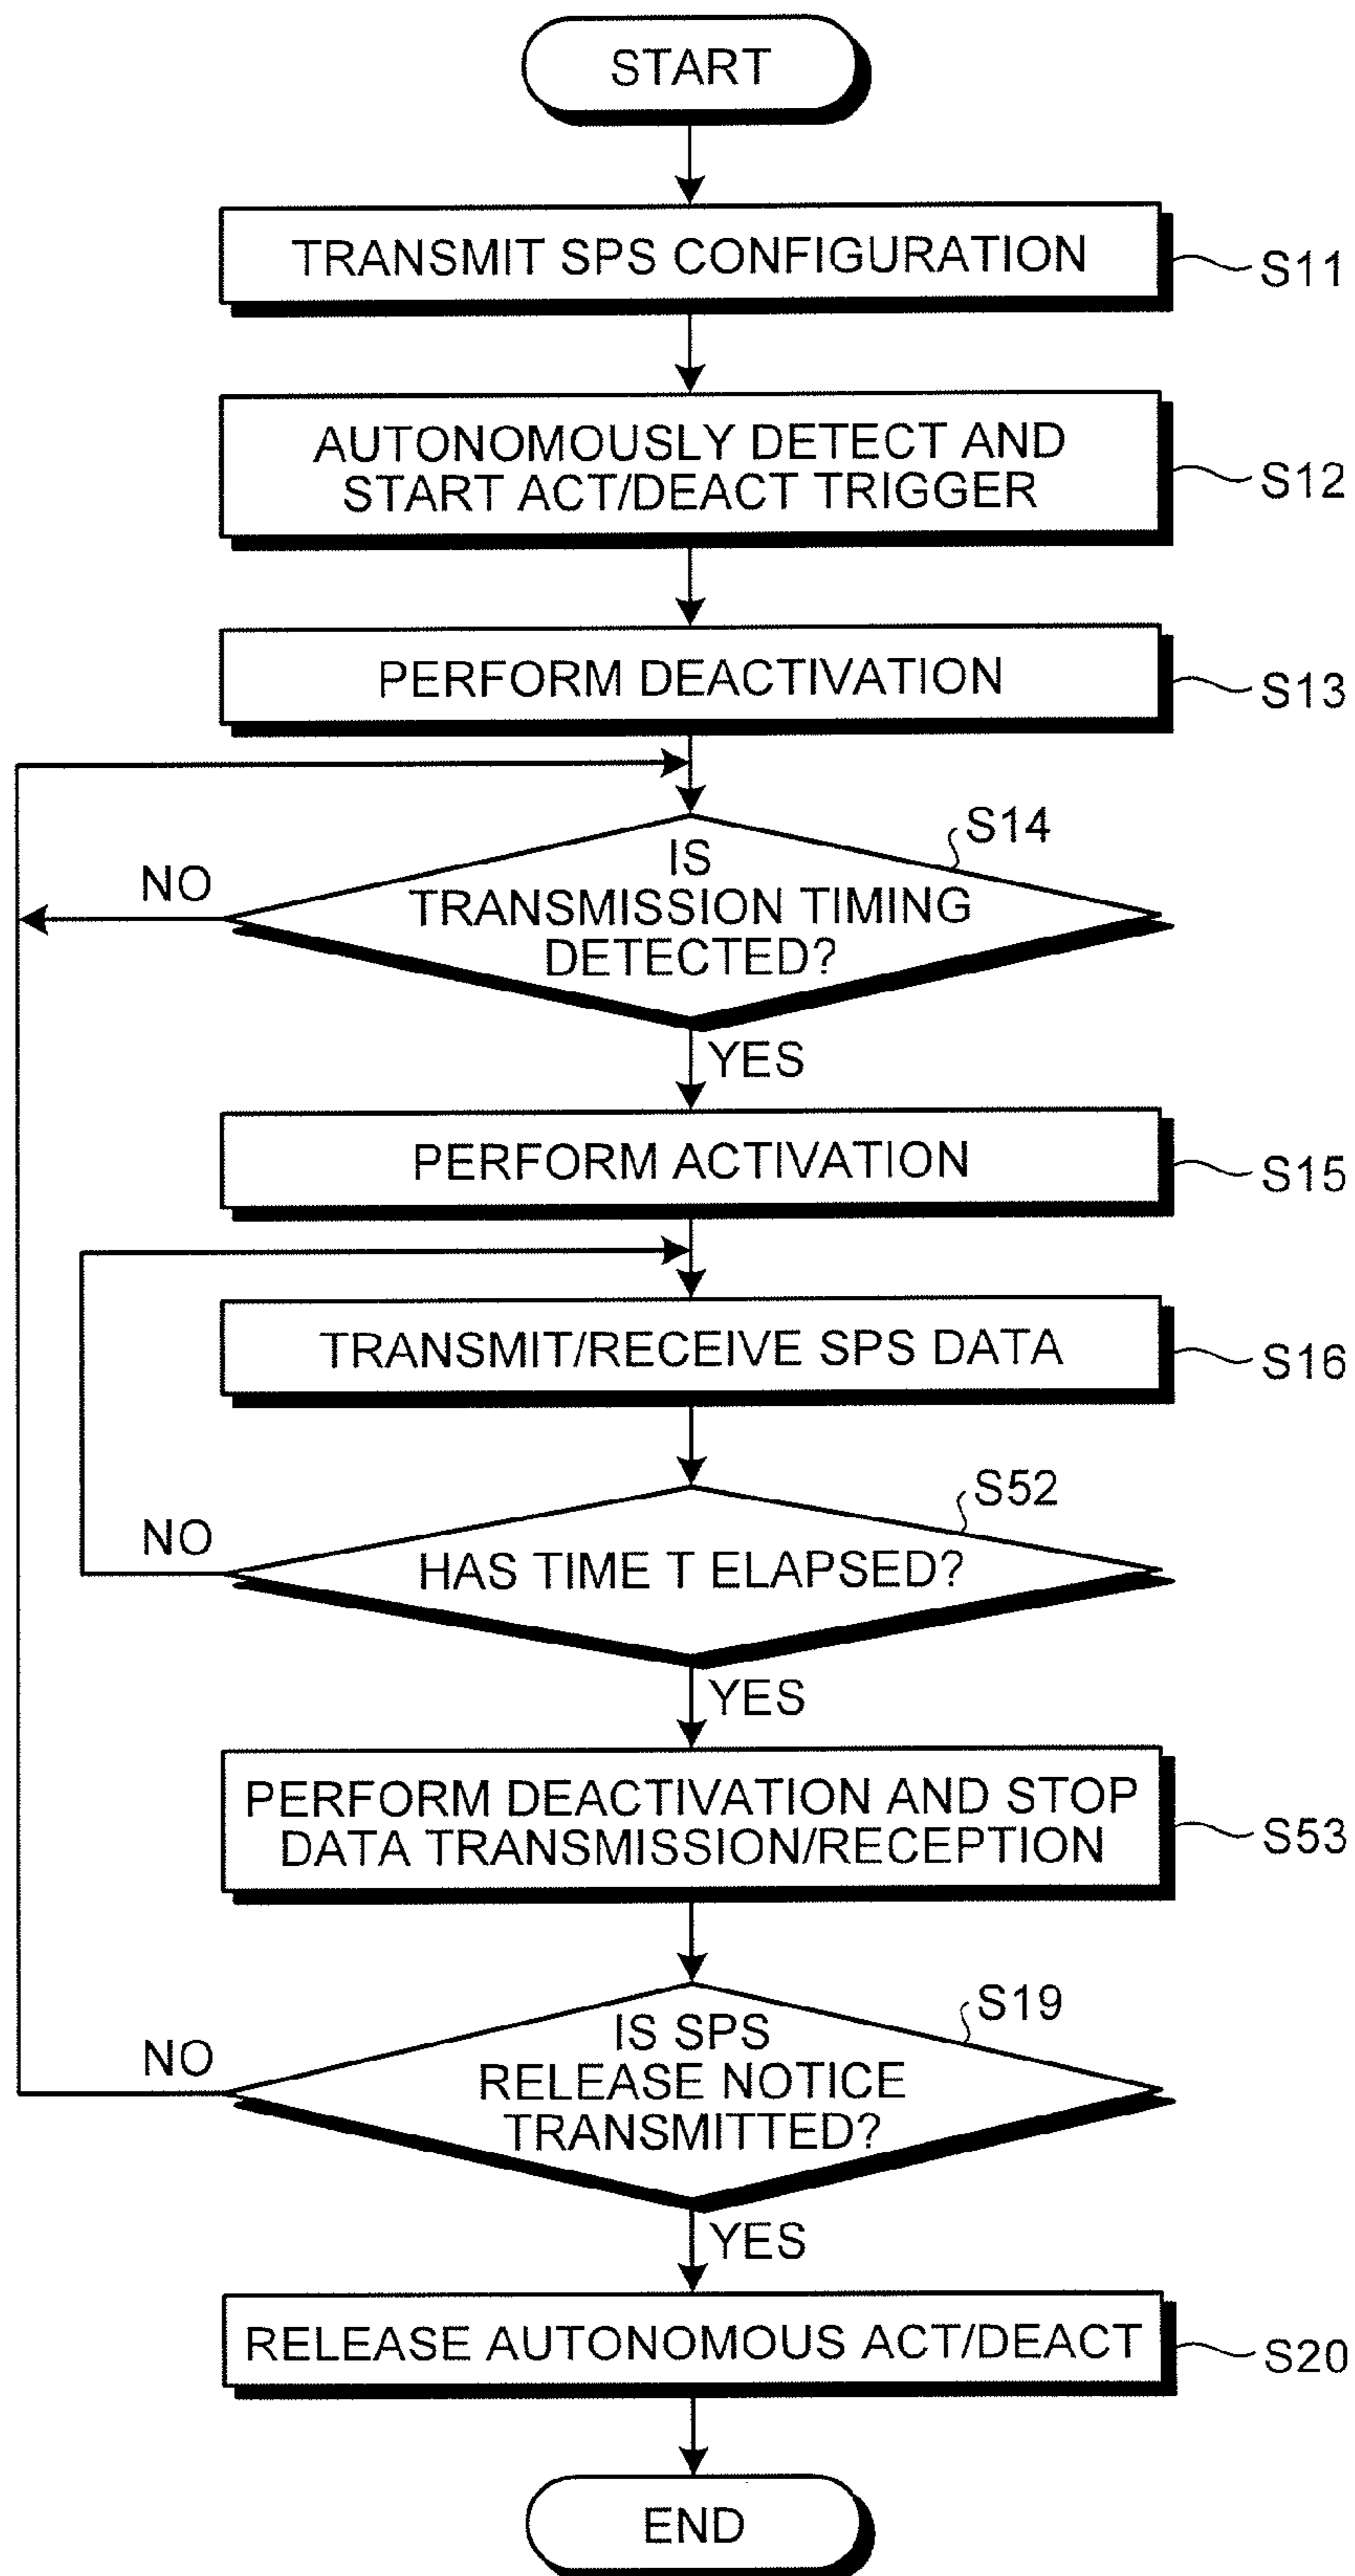 START
TRANSMIT SPS CONFIGURATION
S11
AUTONOMOUSLY DETECT AND
START ACT/DEACT TRIGGER
S12
PERFORM DEACTIVATION
S13
S14
IS
TRANSMISSION TIMING
DETECTED?
NO
YES
PERFORM ACTIVATION
S15
TRANSMIT/RECEIVE SPS DATA
S16
S52
HAS TIME T ELAPSED?
NO
YES
PERFORM DEACTIVATION AND STOP
DATA TRANSMISSION/RECEPTION
S53
S19
IS SPS
RELEASE NOTICE
TRANSMITTED?
NO
YES
RELEASE AUTONOMOUS ACT/DEACT
S20
END